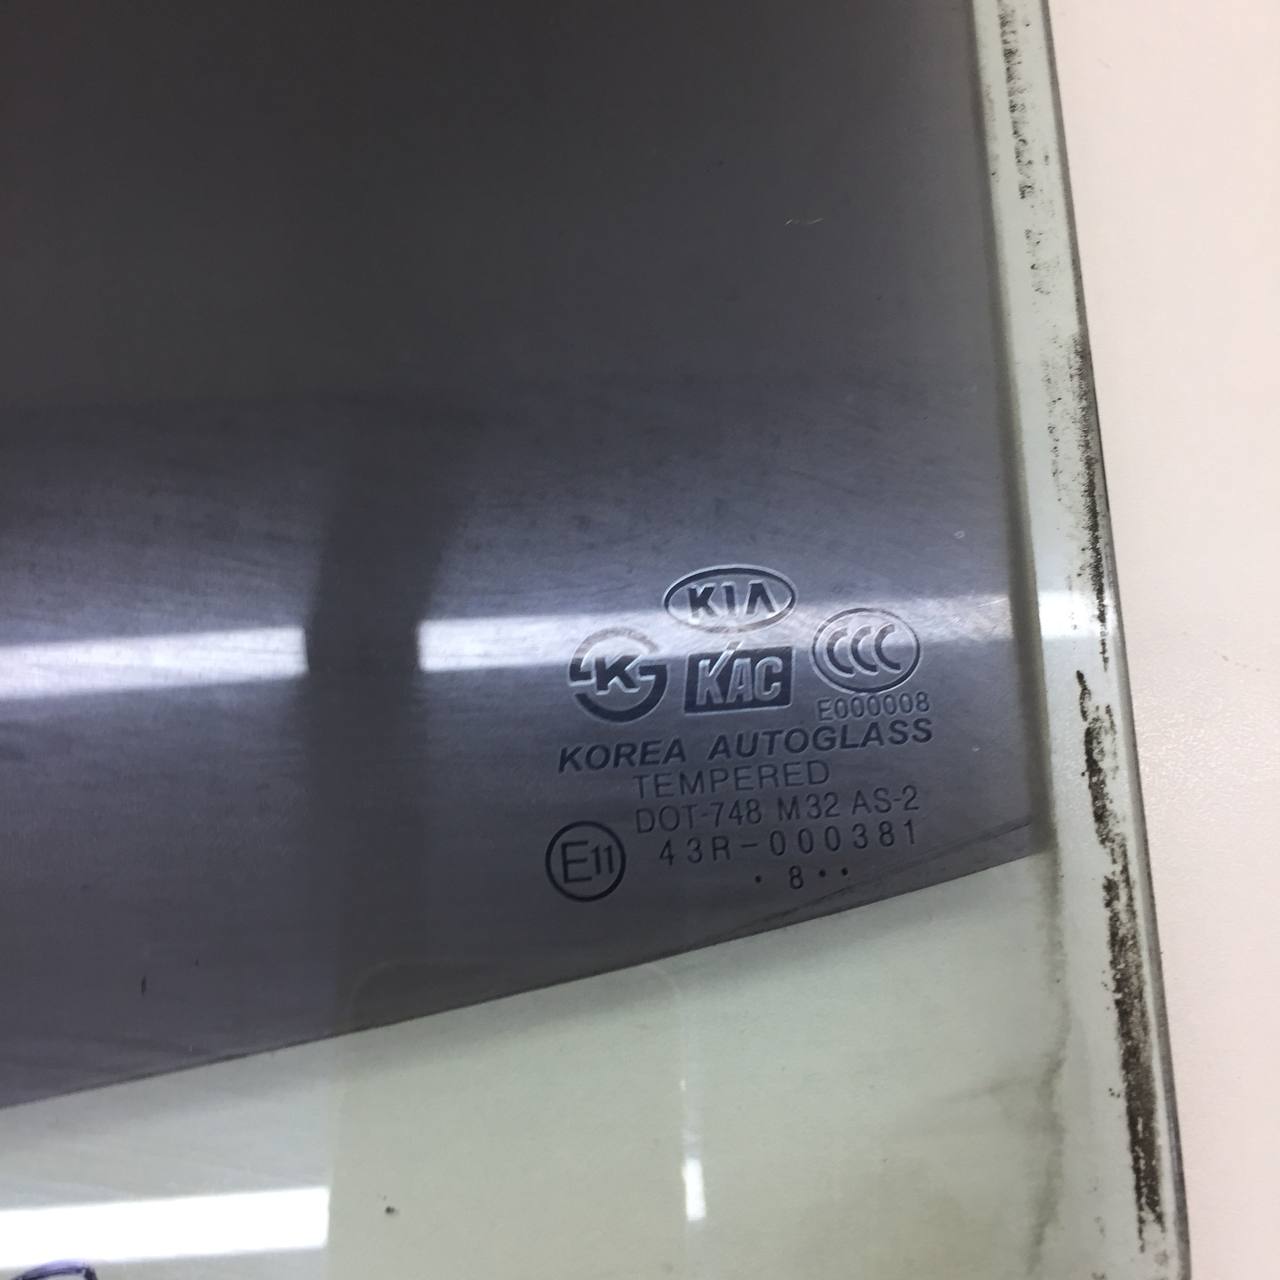 KIA
K
KAC
CCC
E000008
KOREA AUTOGLASS
TEMPERED
DOT-748 M32 AS-2
E11
43R-000381
· 8 · ·